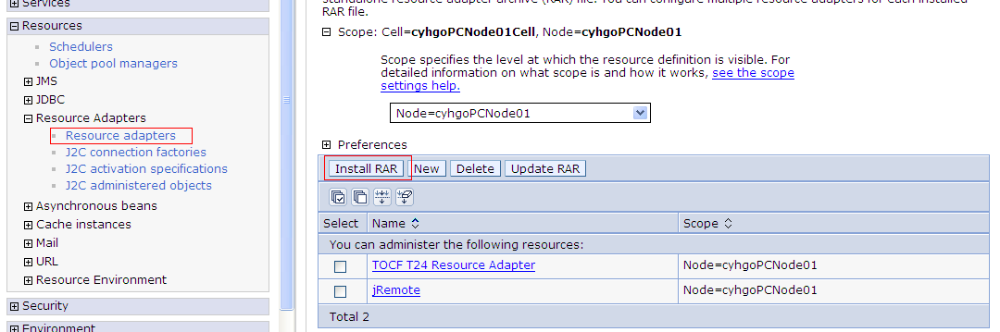 Services
Resources
Schedulers
Object pool managers
JMS
JDBC
Resource Adapters
Resource adapters
J2C connection factories
J2C activation specifications
J2C administered objects
Asynchronous beans
Cache instances
Mail
URL
Resource Environment
Security
Environment
standalone resource adapter archive (RAR) file. You can configure multiple resource adapters for each installed
RAR file.
Scope: Cell=cyhgoPCNode01Cell, Node=cyhgoPCNode01
Scope specifies the level at which the resource definition is visible. For
detailed information on what scope is and how it works, see the scope
settings help.
Node=cyhgoPCNode01
Preferences
Install RAR New Delete Update RAR
Select Name Scope
You can administer the following resources:
TOCF T24 Resource Adapter Node=cyhgoPCNode01
jRemote Node=cyhgoPCNode01
Total 2